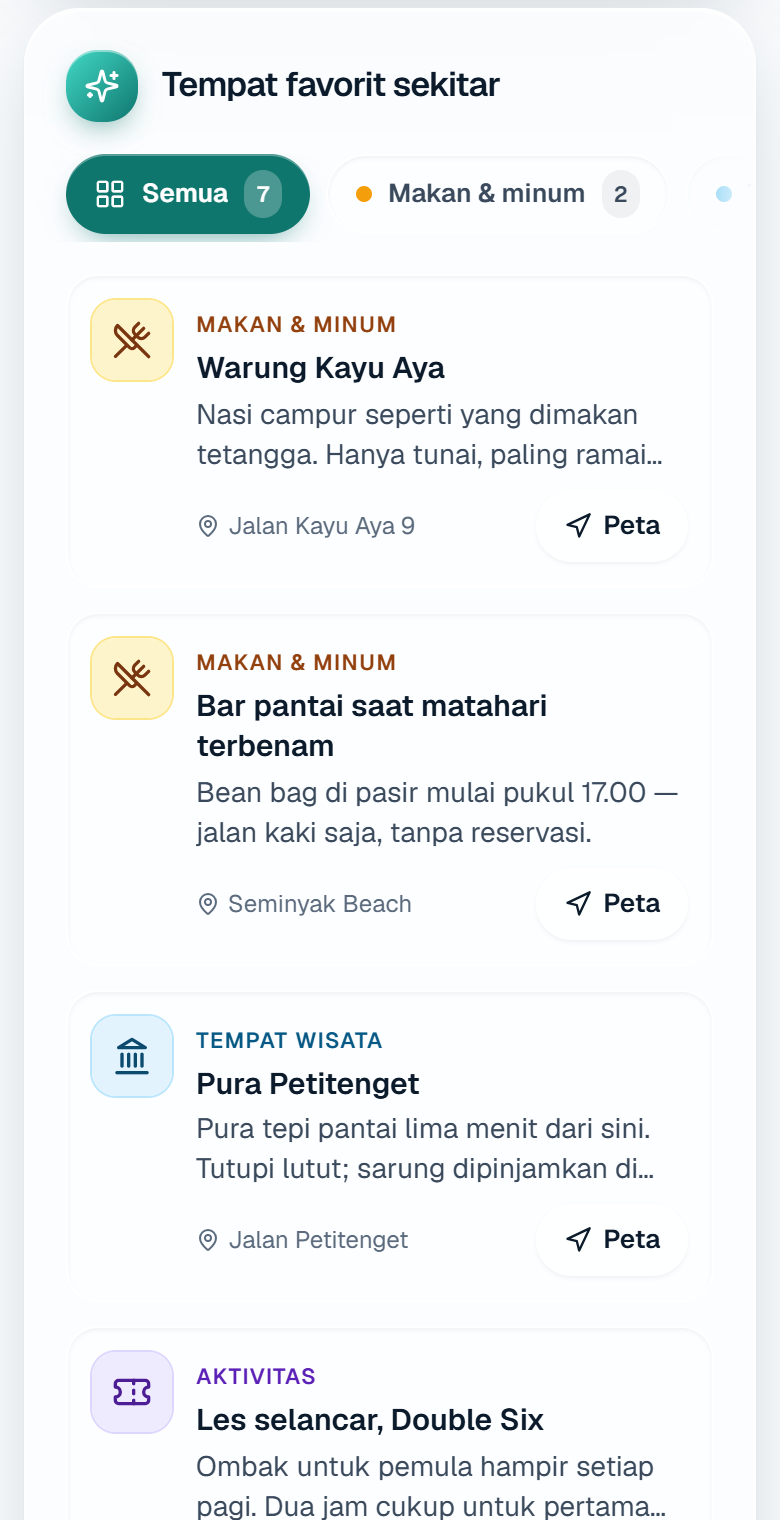 Tempat favorit sekitar
Semua 7
Makan & minum 2
MAKAN & MINUM
Warung Kayu Aya
Nasi campur seperti yang dimakan
tetangga. Hanya tunai, paling ramai…
Jalan Kayu Aya 9
Peta
MAKAN & MINUM
Bar pantai saat matahari
terbenam
Bean bag di pasir mulai pukul 17.00 —
jalan kaki saja, tanpa reservasi.
Seminyak Beach
Peta
TEMPAT WISATA
Pura Petitenget
Pura tepi pantai lima menit dari sini.
Tutupi lutut; sarung dipinjamkan di…
Jalan Petitenget
Peta
AKTIVITAS
Les selancar, Double Six
Ombak untuk pemula hampir setiap
pagi. Dua jam cukup untuk pertama…